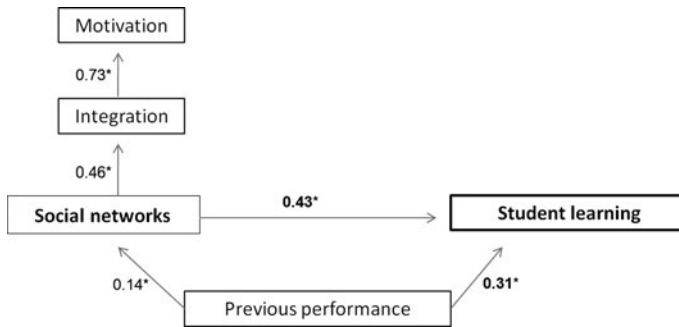 Motivation
0.73*
Integration
0.46*
Social networks
0.43*
Student learning
0.14*
Previous performance
0.31*